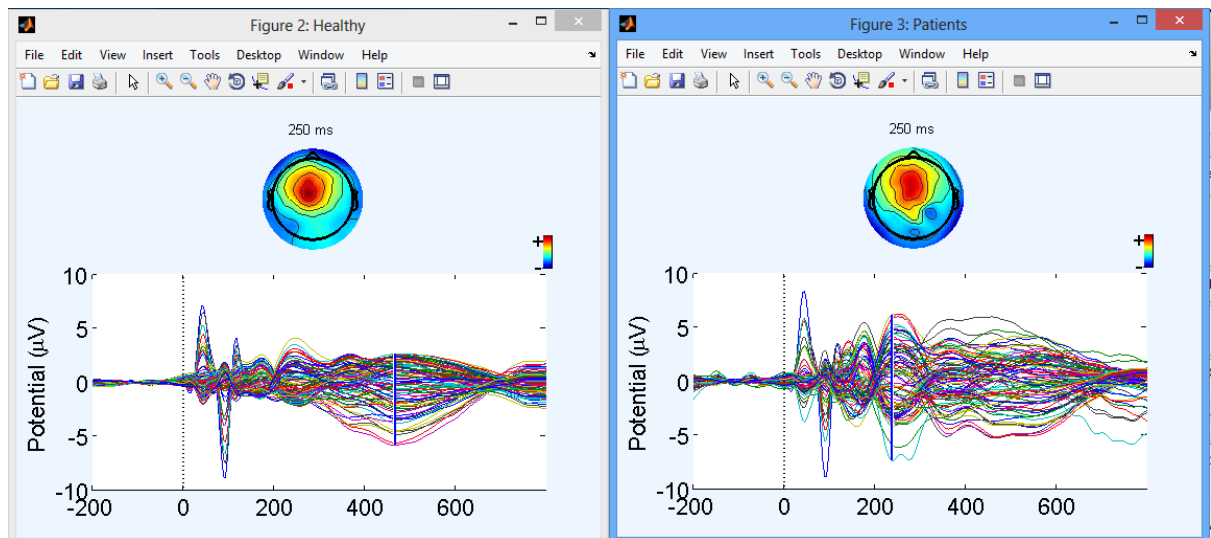 Figure 2: Healthy
File Edit View Insert Tools Desktop Window Help
250 ms
+
-
10
5
0
-5
-10
Potential (μV)
-200 0 200 400 600
Figure 3: Patients
File Edit View Insert Tools Desktop Window Help
250 ms
+
-
10
5
0
-5
-10
Potential (μV)
-200 0 200 400 600